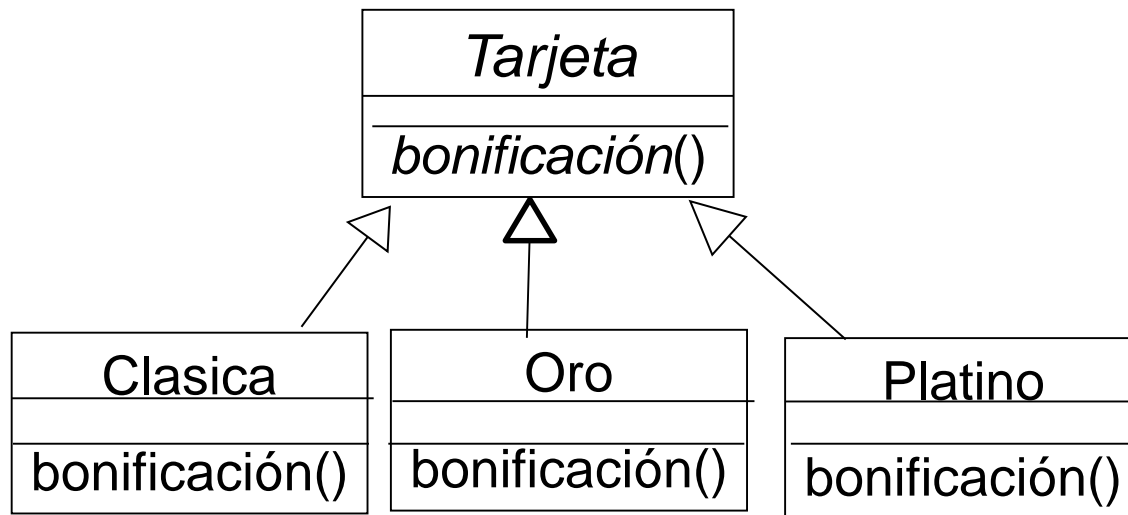 Tarjeta
bonificación()
Clasica
bonificación()
Oro
bonificación()
Platino
bonificación()